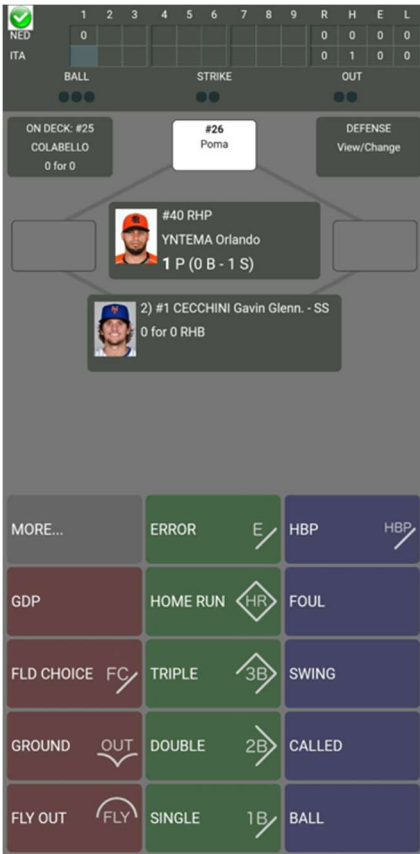 1 2 3 4 5 6 7 8 9 R H E L
NED 0 0 0 0 0
ITA 0 1 0 0
BALL STRIKE OUT
ON DECK: #25
COLABELLO
0 for 0
#26
Poma
DEFENSE
View/Change
#40 RHP
YNTEMA Orlando
1 P (0 B - 1 S)
2) #1 CECCHINI Gavin Glenn. - SS
0 for 0 RHB
MORE... ERROR E HBP HBP
GDP HOME RUN HR FOUL
FLD CHOICE FC TRIPLE 3B SWING
GROUND OUT DOUBLE 2B CALLED
FLY OUT FLY SINGLE 1B BALL